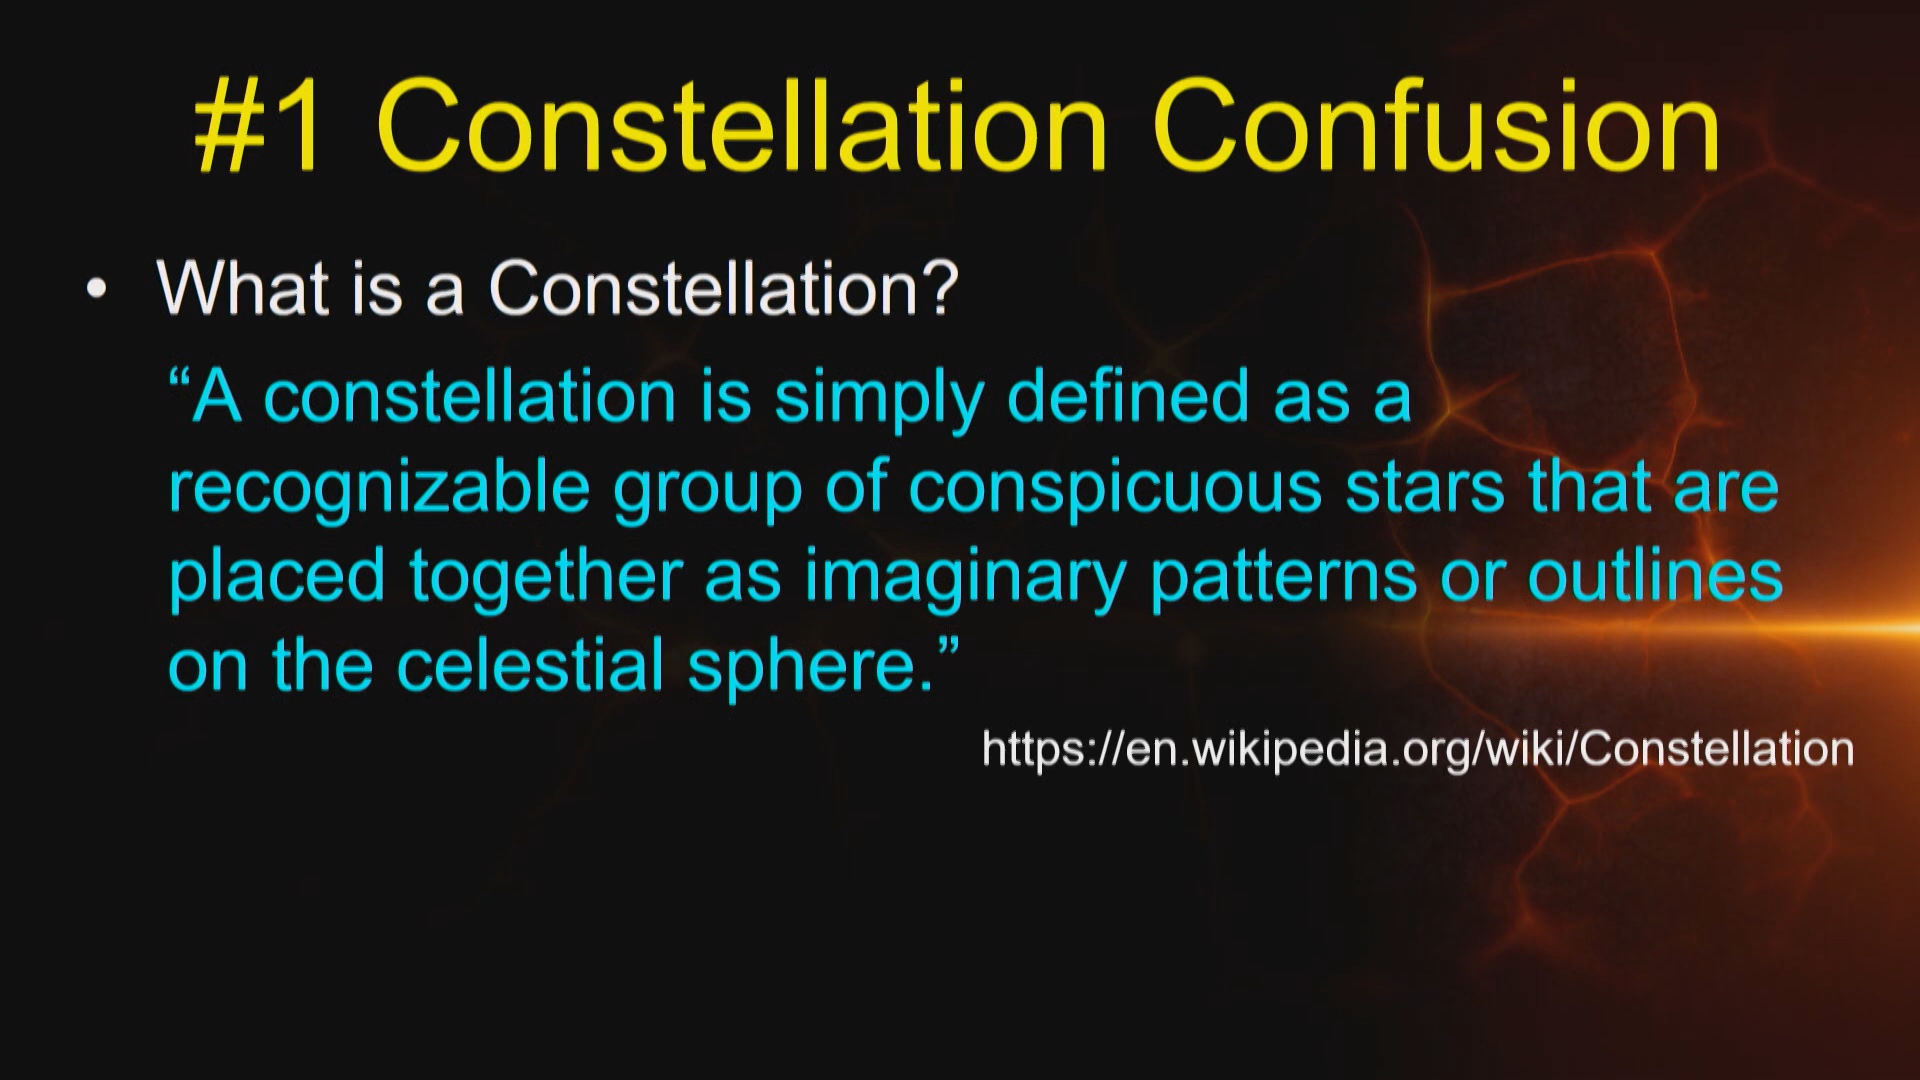 #1 Constellation Confusion
• What is a Constellation?
“A constellation is simply defined as a
recognizable group of conspicuous stars that are
placed together as imaginary patterns or outlines
on the celestial sphere.”
https://en.wikipedia.org/wiki/Constellation